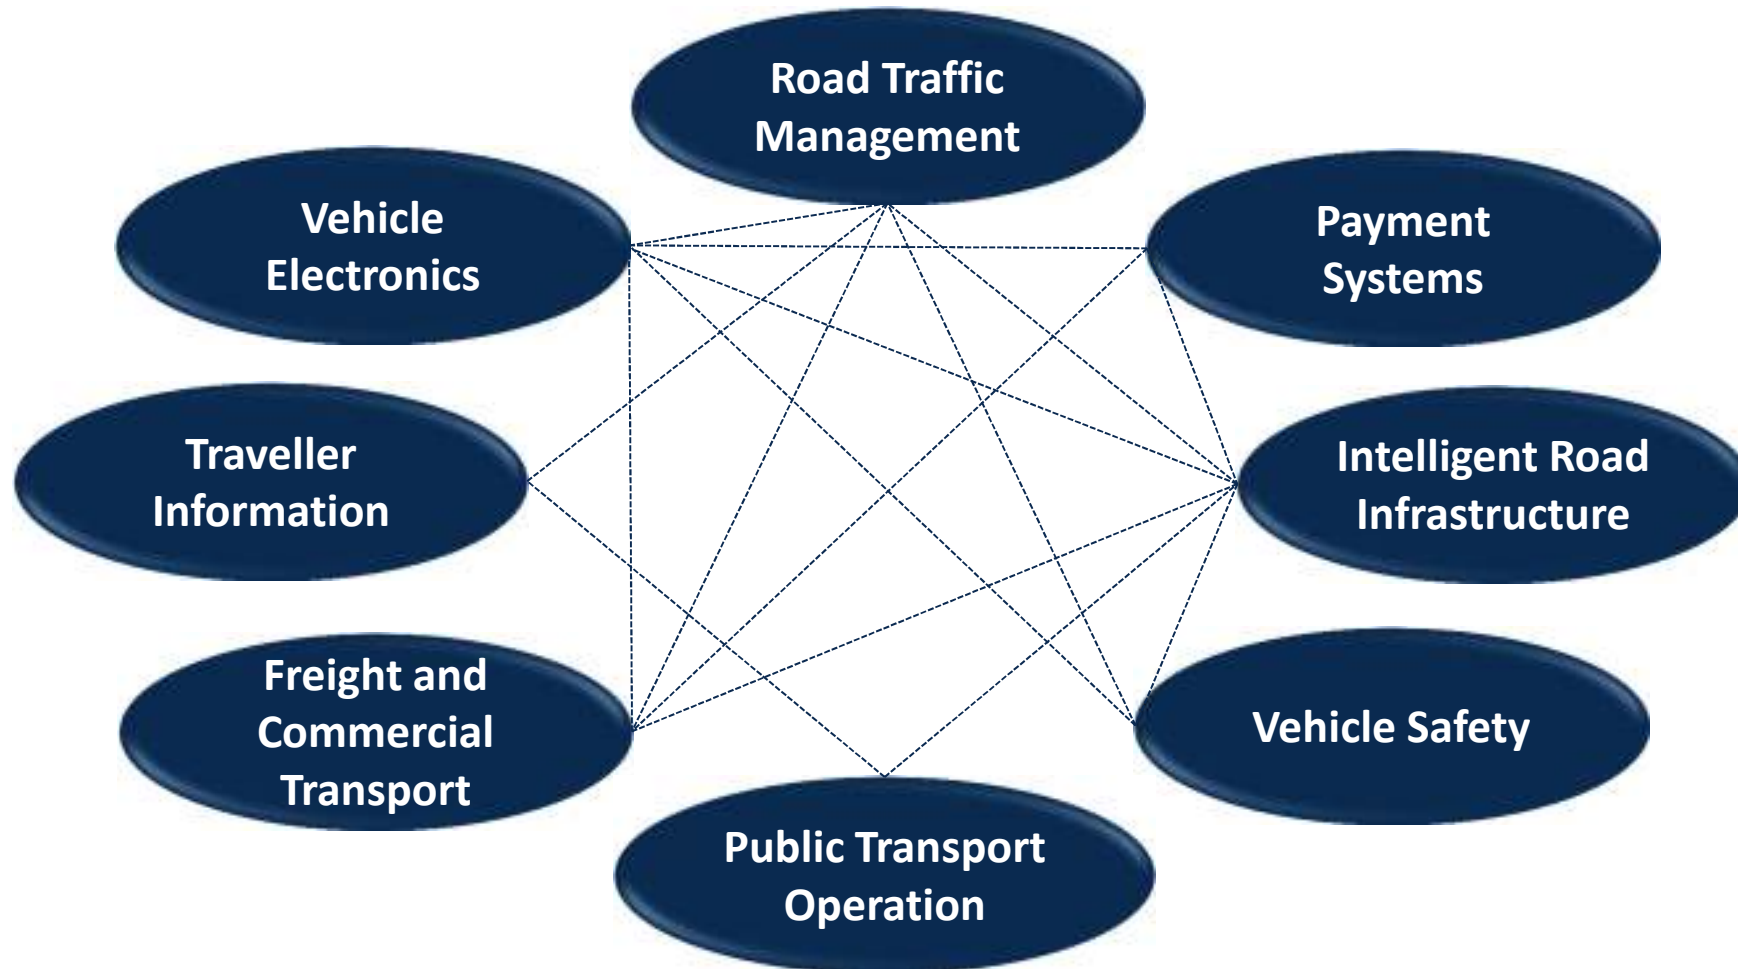 Road Traffic
Management
Vehicle
Electronics
Payment
Systems
Traveller
Information
Intelligent Road
Infrastructure
Freight and
Commercial
Transport
Vehicle Safety
Public Transport
Operation